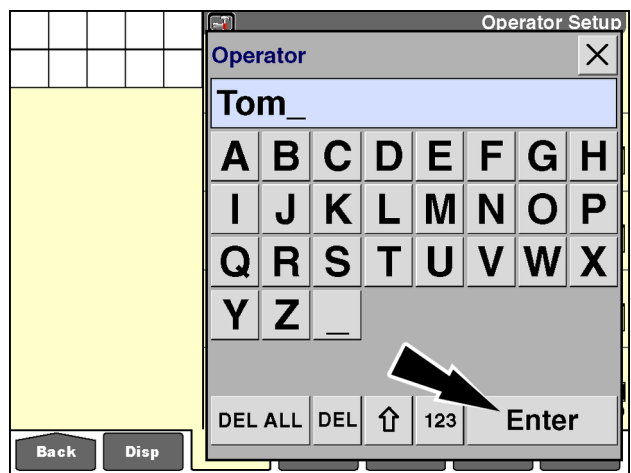 Operator Setup
Operator
Tom_
A B C D E F G H
I J K L M N O P
Q R S T U V W X
Y Z _
DEL ALL DEL ⇧ 123 Enter
Back Disp